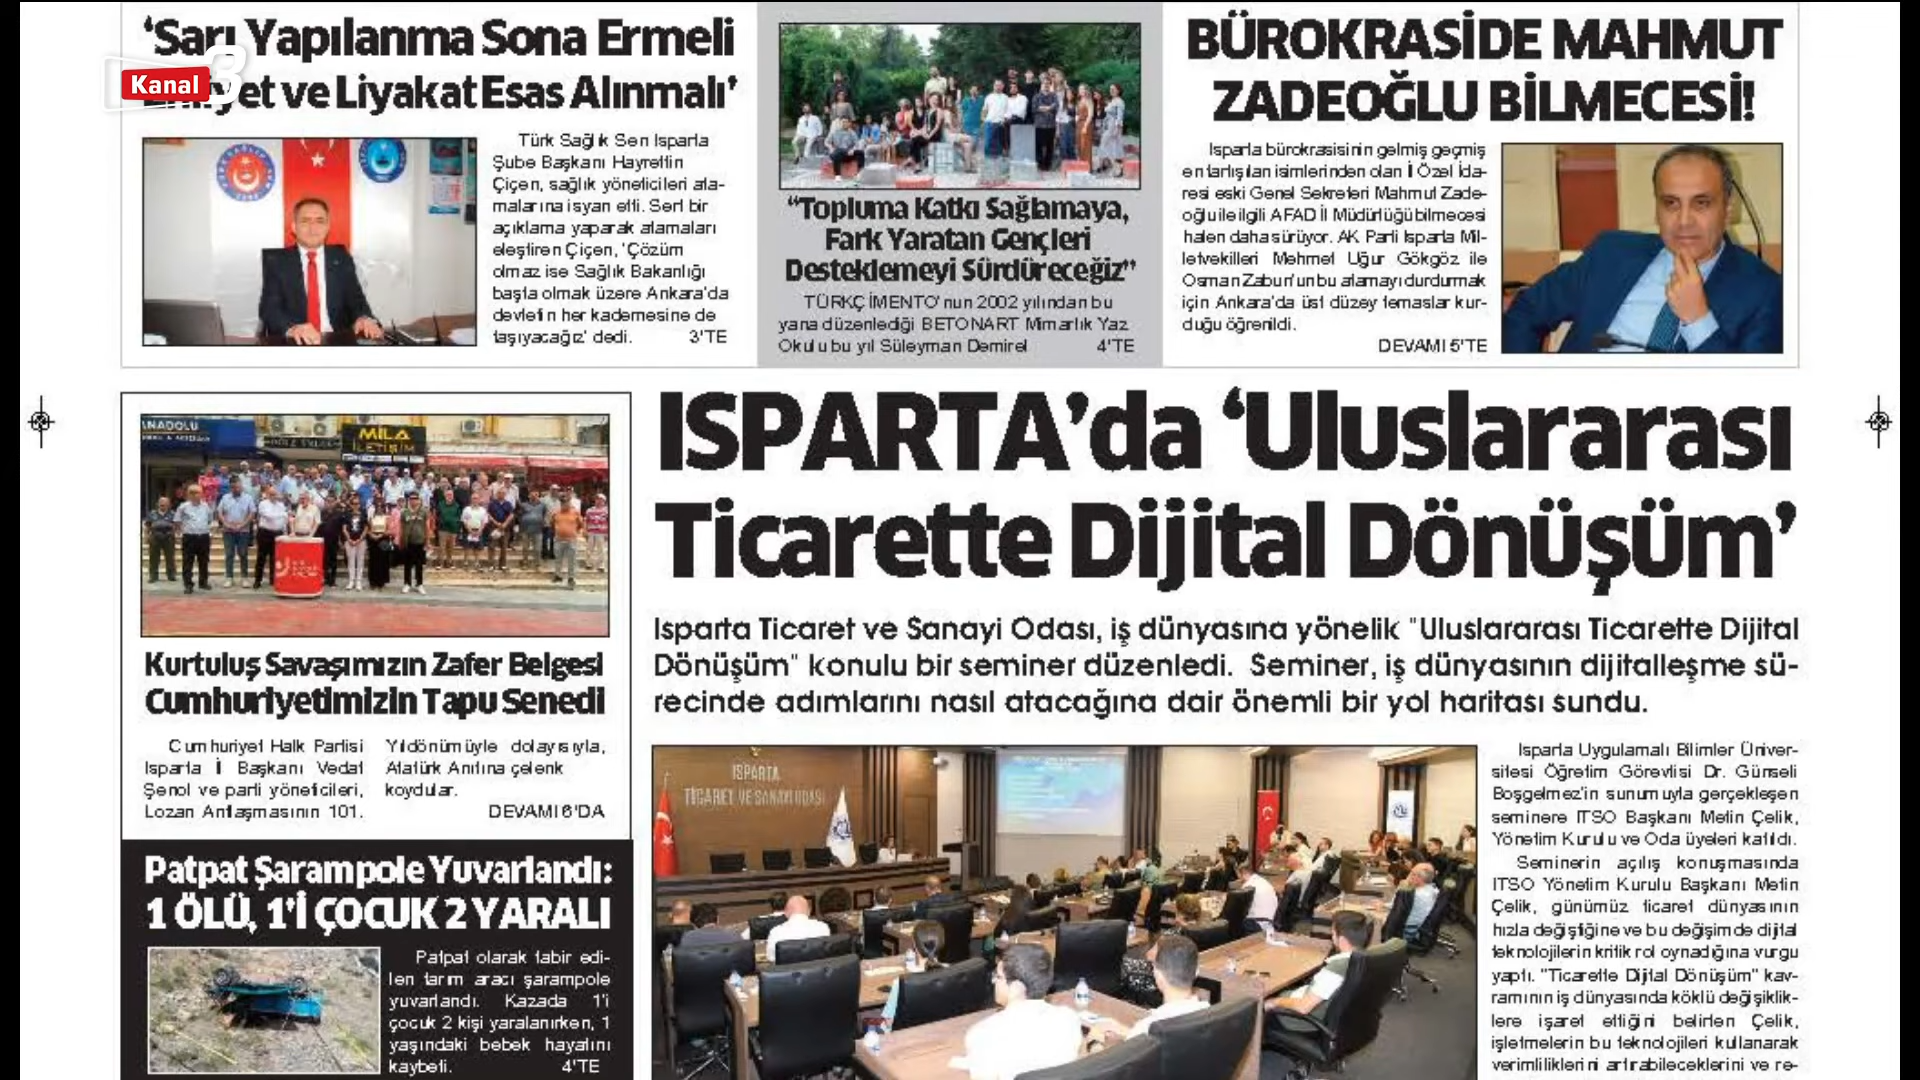 Kanal 3
'Sarı Yapılanma Sona Ermeli
ve Liyakat Esas Alınmalı'
Türk Sağlık Sen Isparta
Şube Başkanı Hayrettin
Çiçen, sağlık yöneticileri ata-
malarına isyan etti. Sert bir
açıklama yaparak atamaları
eleştiren Çiçen, 'Çözüm
olmaz ise Sağlık Bakanlığı
başta olmak üzere Ankara'da
devletin her kademesine de
taşıyacağız' dedi. 3'TE
"Topluma Katkı Sağlamaya,
Fark Yaratan Gençleri
Desteklemeyi Sürdüreceğiz"
TÜRKÇİMENTO'nun 2002 yılından bu
yana düzenlediği BETONART Mimarlık Yaz
Okulu bu yıl Süleyman Demirel 4'TE
BÜROKRASİDE MAHMUT
ZADEOĞLU BİLMECESİ!
Isparta bürokrasisinin gelmiş geçmiş
en tartışılan isimlerinden olan İl Özel İda-
resi eski Genel Sekreteri Mahmut Zade-
oğlu ile ilgili AFAD İl Müdürlüğü bilmecesi
halen daha sürüyor. AK Parti Isparta Mil-
letvekilleri Mehmet Uğur Gökgöz ile
Osman Zabun'un bu atamayı durdurmak
için Ankara'da üst düzey temaslar kur-
duğu öğrenildi.
DEVAMI 5'TE
ANADOLU
MİLA
İLETİŞİM
Kurtuluş Savaşımızın Zafer Belgesi
Cumhuriyetimizin Tapu Senedi
Cumhuriyet Halk Partisi
Isparta İl Başkanı Vedat
Şenol ve parti yöneticileri,
Lozan Antlaşmasının 101.
Yıldönümüyle dolayısıyla,
Atatürk Anıtına çelenk
koydular.
DEVAMI 6'DA
Patpat Şarampole Yuvarlandı:
1 ÖLÜ, 1'İ ÇOCUK 2 YARALI
Patpat olarak tabir edi-
len tarım aracı şarampole
yuvarlandı. Kazada 1'i
çocuk 2 kişi yaralanırken, 1
yaşındaki bebek hayatını
kaybetti. 4'TE
ISPARTA'da 'Uluslararası
Ticarette Dijital Dönüşüm'
Isparta Ticaret ve Sanayi Odası, iş dünyasına yönelik "Uluslararası Ticarette Dijital
Dönüşüm" konulu bir seminer düzenledi. Seminer, iş dünyasının dijitalleşme sü-
recinde adımlarını nasıl atacağına dair önemli bir yol haritası sundu.
ISPARTA
TİCARET VE SANAYİ ODASI
Isparta Uygulamalı Bilimler Üniver-
sitesi Öğretim Görevlisi Dr. Günseli
Boşgelmez'in sunumuyla gerçekleşen
seminere ITSO Başkanı Metin Çelik,
Yönetim Kurulu ve Oda üyeleri katıldı.
Seminerin açılış konuşmasında
ITSO Yönetim Kurulu Başkanı Metin
Çelik, günümüz ticaret dünyasının
hızla değiştiğine ve bu değişimde dijital
teknolojilerin kritik rol oynadığına vurgu
yaptı. "Ticarette Dijital Dönüşüm" kav-
ramının iş dünyasında köklü değişiklik-
lere işaret ettiğini belirten Çelik,
işletmelerin bu teknolojileri kullanarak
verimliliklerini artırabileceklerini ve re-